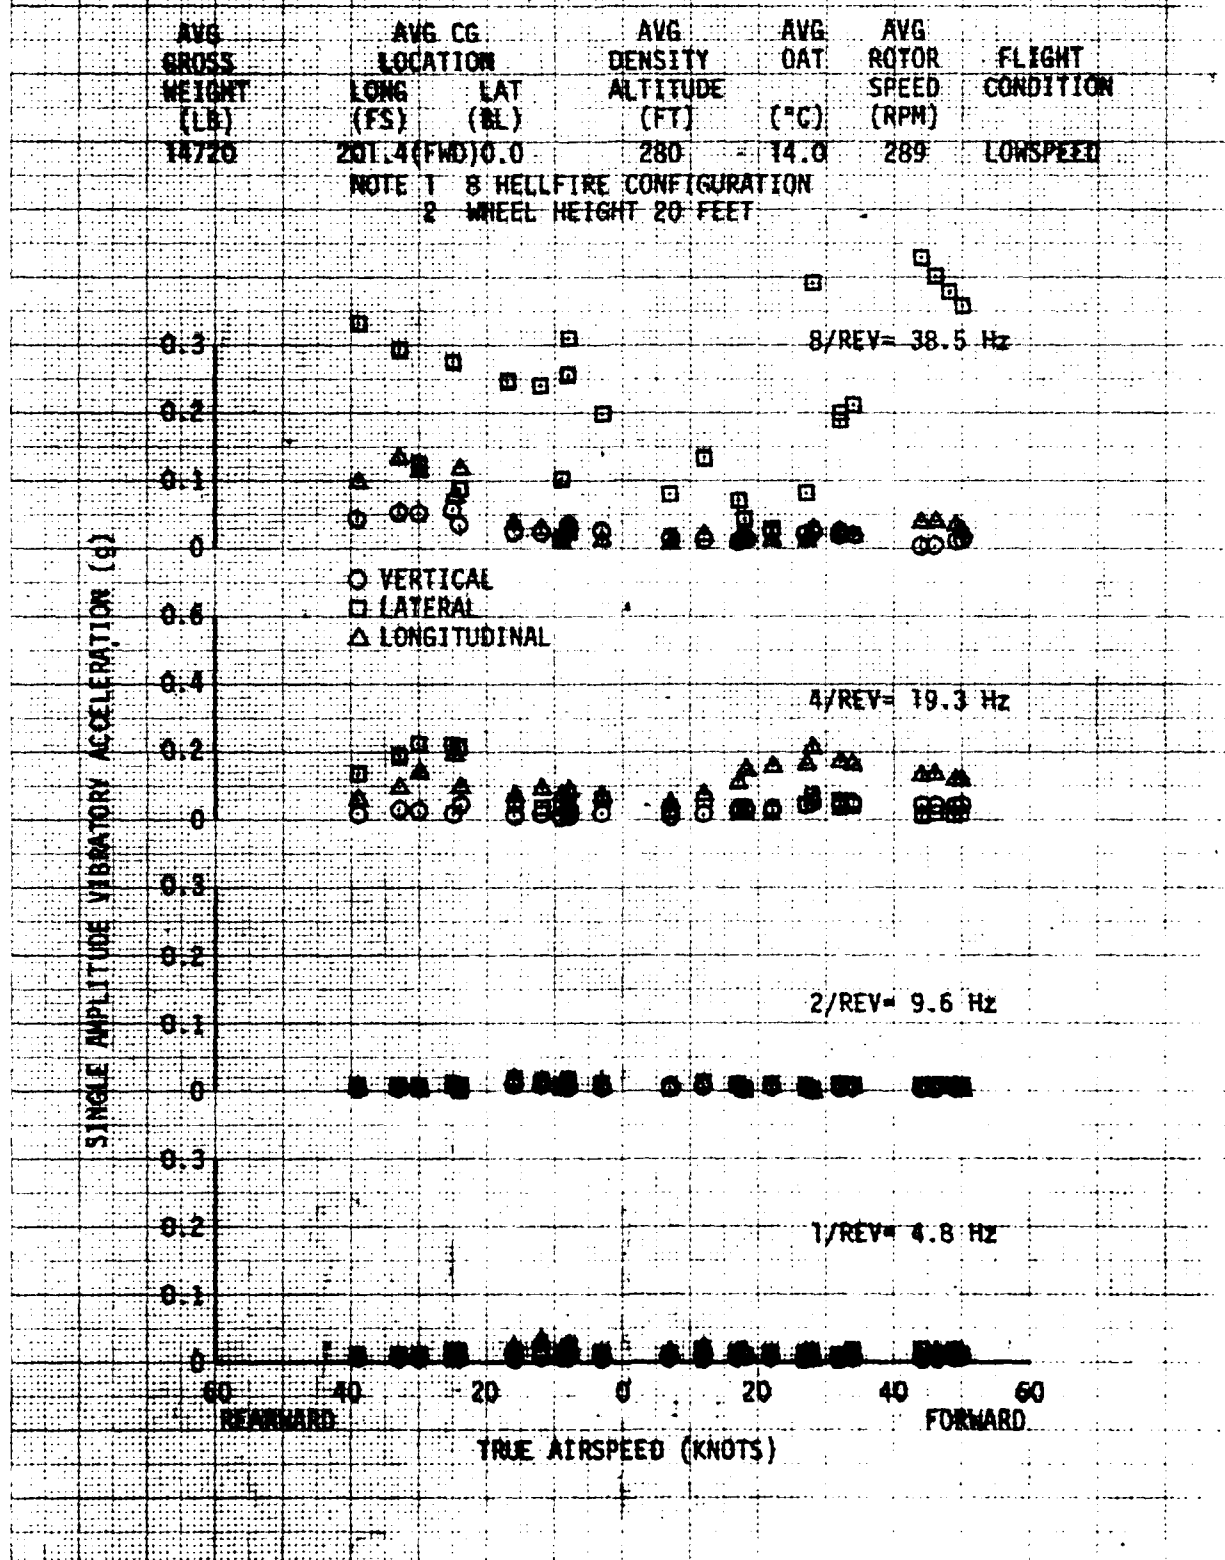 AVG AVG CG AVG AVG AVG
GROSS LOCATION DENSITY OAT ROTOR FLIGHT
WEIGHT LONG LAT ALTITUDE SPEED CONDITION
(LB) (FS) (BL) (FT) (°C) (RPM)
14720 201.4(FWD)0.0 280 14.0 289 LOWSPEED
NOTE 1 8 HELLFIRE CONFIGURATION
2 WHEEL HEIGHT 20 FEET
SINGLE AMPLITUDE VIBRATORY ACCELERATION (g)
0.3 8/REV= 38.5 Hz
0.2
0.1
0
VERTICAL
0.6 LATERAL
LONGITUDINAL
0.4 4/REV= 19.3 Hz
0.2
0
0.3
0.2
2/REV= 9.6 Hz
0.1
0
0.3
0.2 1/REV= 4.8 Hz
0.1
0
60 40 20 0 20 40 60
REARWARD FORWARD
TRUE AIRSPEED (KNOTS)